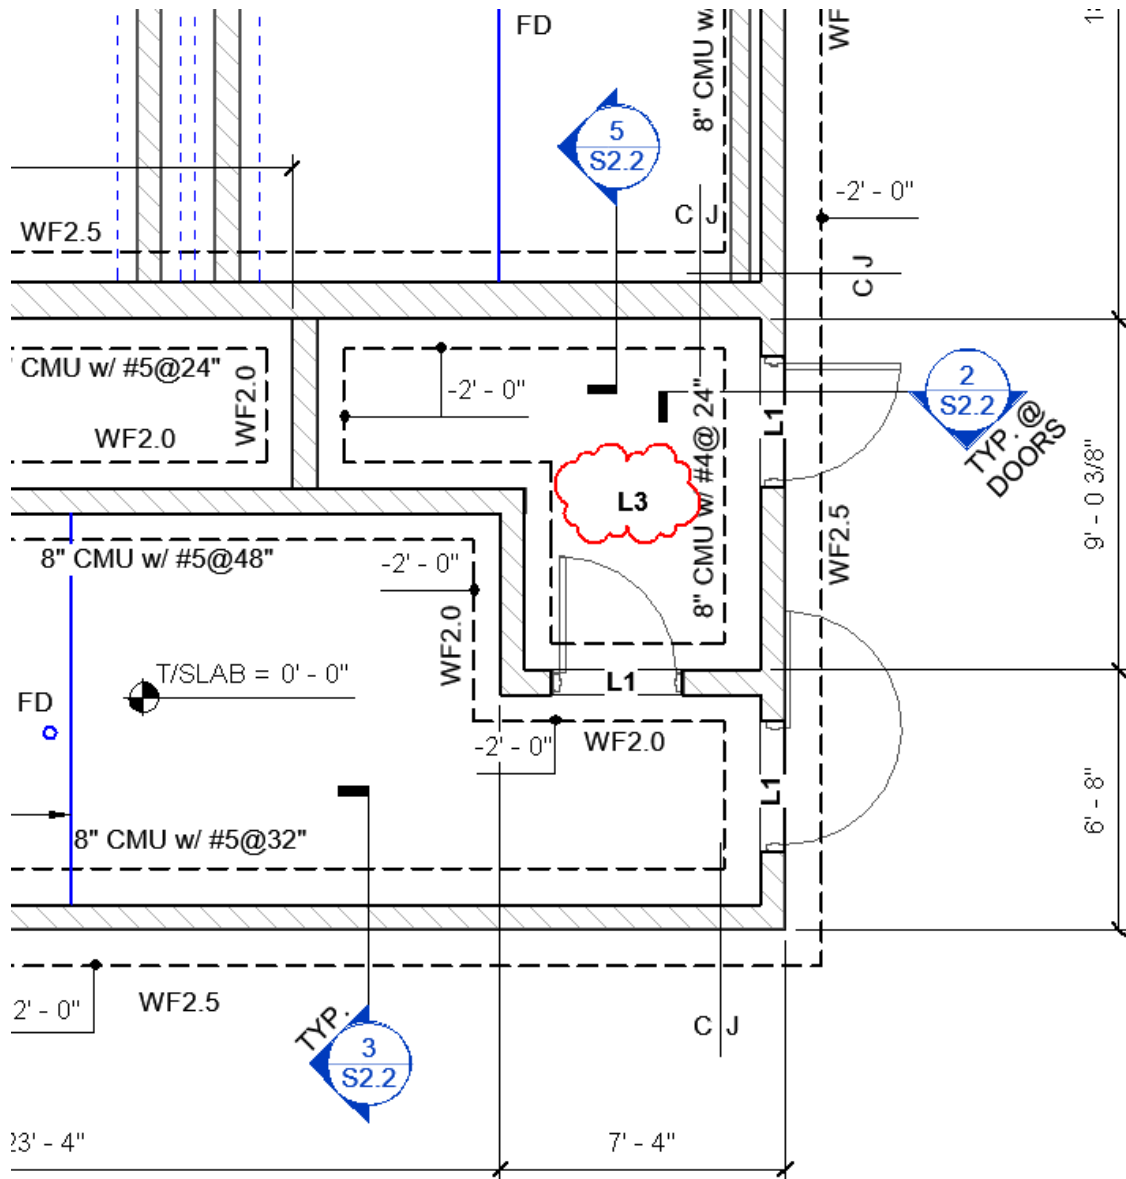 FD
8" CMU w/
WF
5
S2.2
C J
-2' - 0"
WF2.5
C J
CMU w/ #5@24"
WF2.0
WF2.0
-2' - 0"
8" CMU w/ #4@ 24"
L1
2
S2.2
TYP. @
DOORS
9' - 0 3/8"
L3
WF2.5
8" CMU w/ #5@48"
-2' - 0"
WF2.0
T/SLAB = 0' - 0"
L1
FD
-2' - 0"
WF2.0
L1
6' - 8"
8" CMU w/ #5@32"
2' - 0"
WF2.5
C J
TYP.
3
S2.2
23' - 4"
7' - 4"